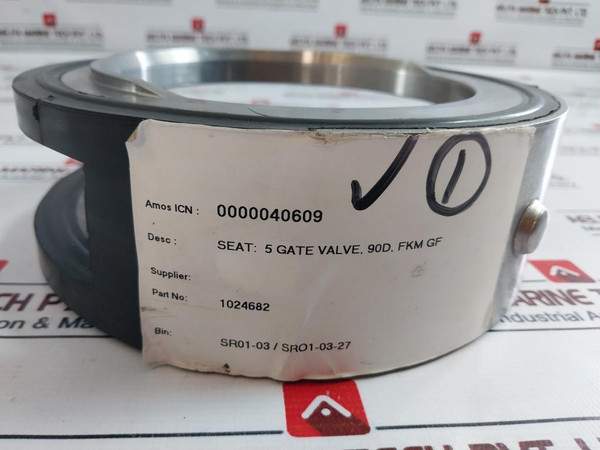 ✓ 1
Amos ICN : 0000040609
Desc : SEAT: 5 GATE VALVE, 90D, FKM GF
Supplier:
Part No: 1024682
Bin: SR01-03 / SRO1-03-27